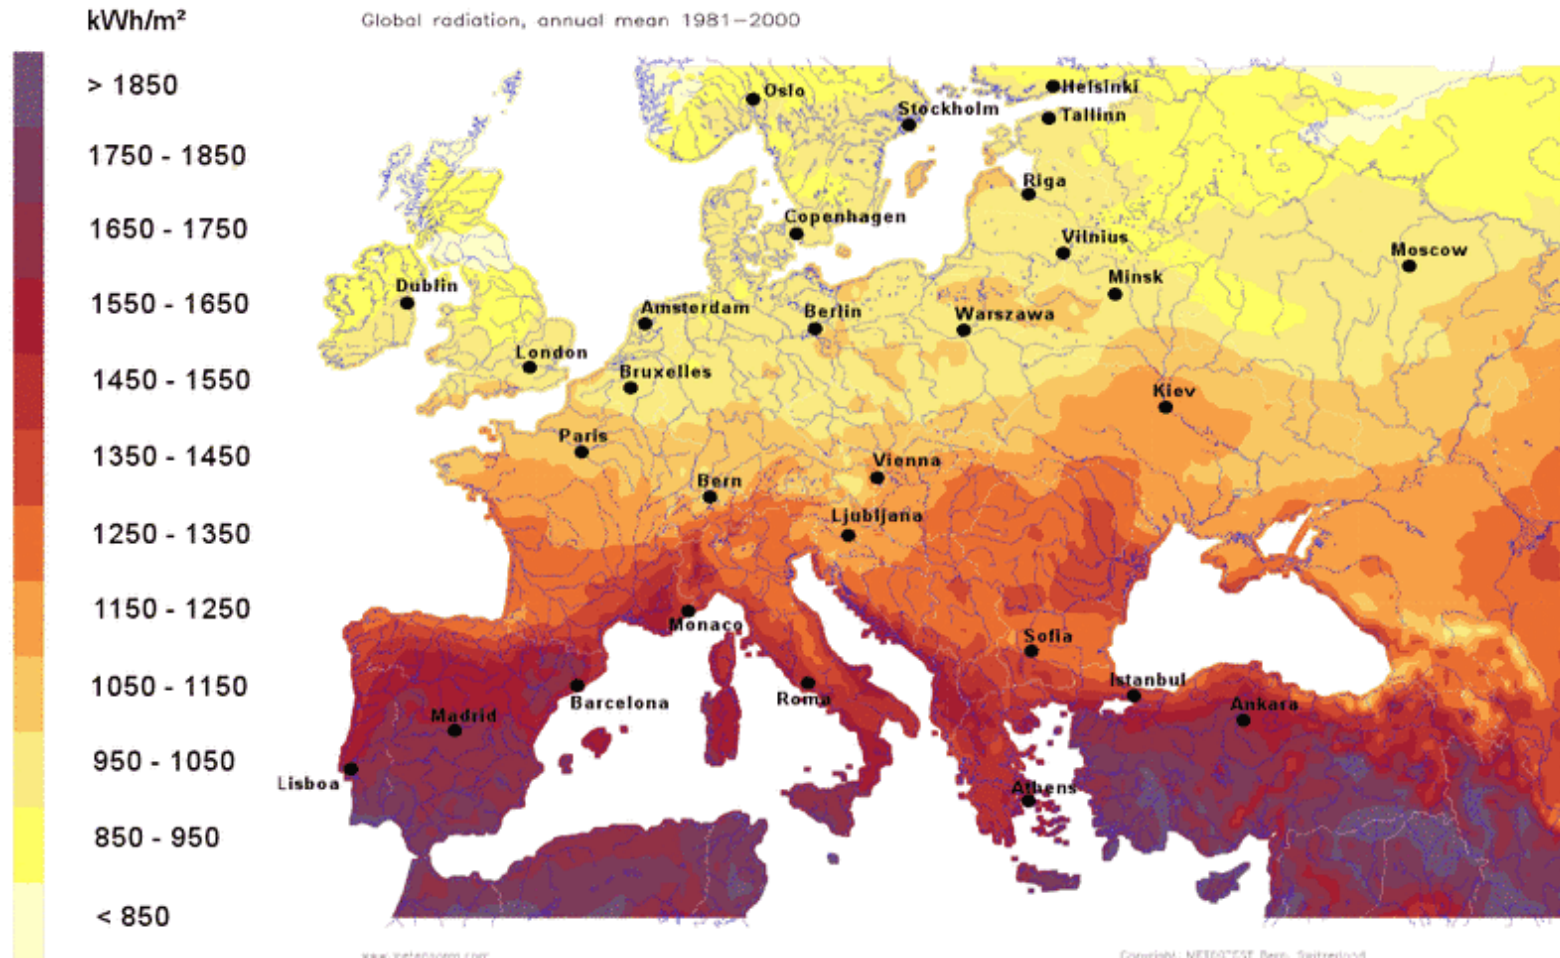 kWh/m²
Global radiation, annual mean 1981–2000
> 1850
1750 - 1850
1650 - 1750
1550 - 1650
1450 - 1550
1350 - 1450
1250 - 1350
1150 - 1250
1050 - 1150
950 - 1050
850 - 950
< 850
Oslo
Helsinki
Stockholm
Tallinn
Riga
Copenhagen
Vilnius
Moscow
Minsk
Dublin
Amsterdam
Berlin
Warszawa
London
Bruxelles
Kiev
Paris
Vienna
Bern
Ljubljana
Monaco
Sofia
Istanbul
Barcelona
Roma
Ankara
Madrid
Lisboa
Athens